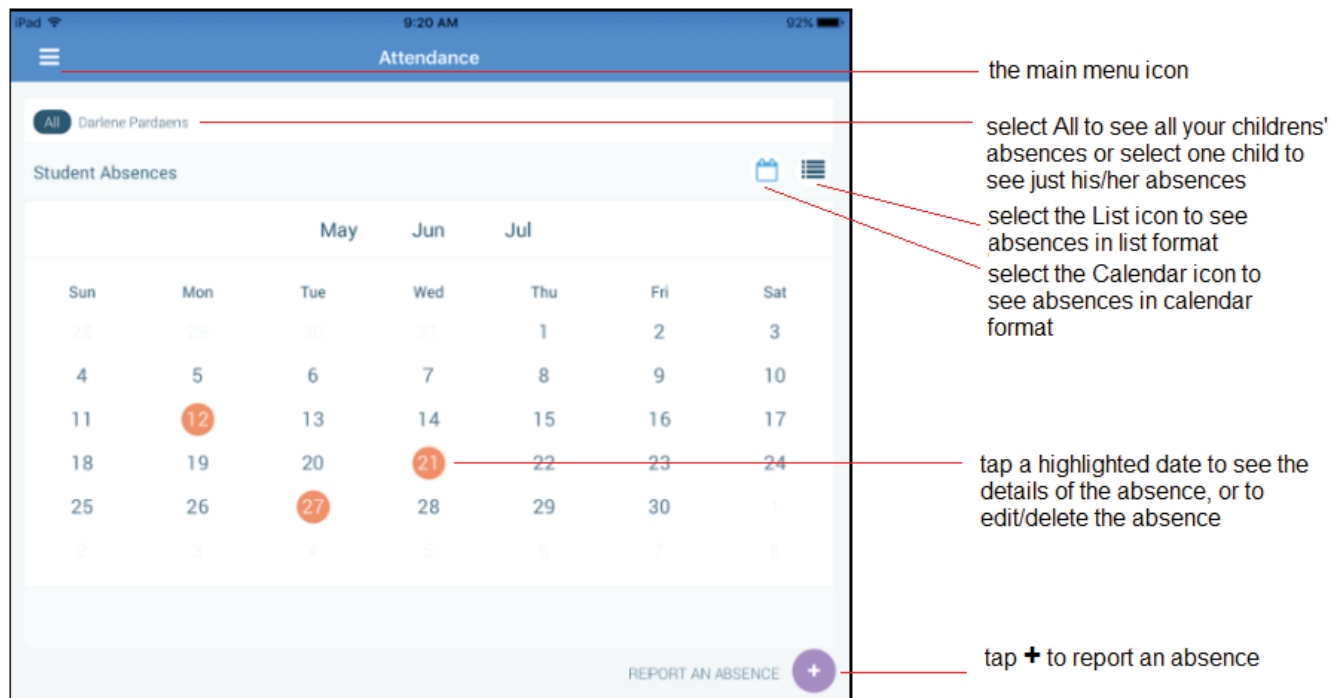 iPad 9:20 AM 92%
Attendance
the main menu icon
All Darlene Pardaens
select All to see all your childrens'
absences or select one child to
see just his/her absences
Student Absences
select the List icon to see
absences in list format
select the Calendar icon to
see absences in calendar
format
May Jun Jul
Sun Mon Tue Wed Thu Fri Sat
28 29 30 31 1 2 3
4 5 6 7 8 9 10
11 12 13 14 15 16 17
18 19 20 21 22 23 24
25 26 27 28 29 30 1
2 3 4 5 6 7 8
tap a highlighted date to see the
details of the absence, or to
edit/delete the absence
REPORT AN ABSENCE +
tap + to report an absence